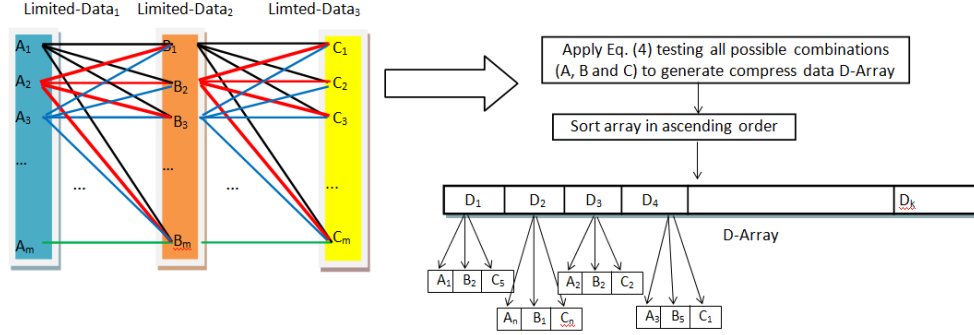 Limited-Data1 Limited-Data2 Limted-Data3
A1 B1 C1
A2 B2 C2
A3 B3 C3
... ... ...
... ...
Am Bm Cm
Apply Eq. (4) testing all possible combinations
(A, B and C) to generate compress data D-Array
Sort array in ascending order
D1 D2 D3 D4 Dk
D-Array
A1 B2 C5
A2 B2 C2
An B1 Cn
A3 B5 C1